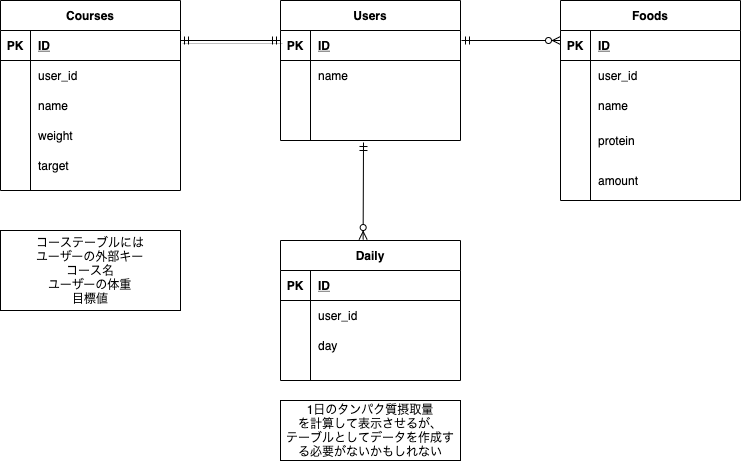 Courses
PK ID
user_id
name
weight
target
Users
PK ID
name
Foods
PK ID
user_id
name
protein
amount
コーステーブルには
ユーザーの外部キー
コース名
ユーザーの体重
目標値
Daily
PK ID
user_id
day
1日のタンパク質摂取量
を計算して表示させるが、
テーブルとしてデータを作成す
る必要がないかもしれない